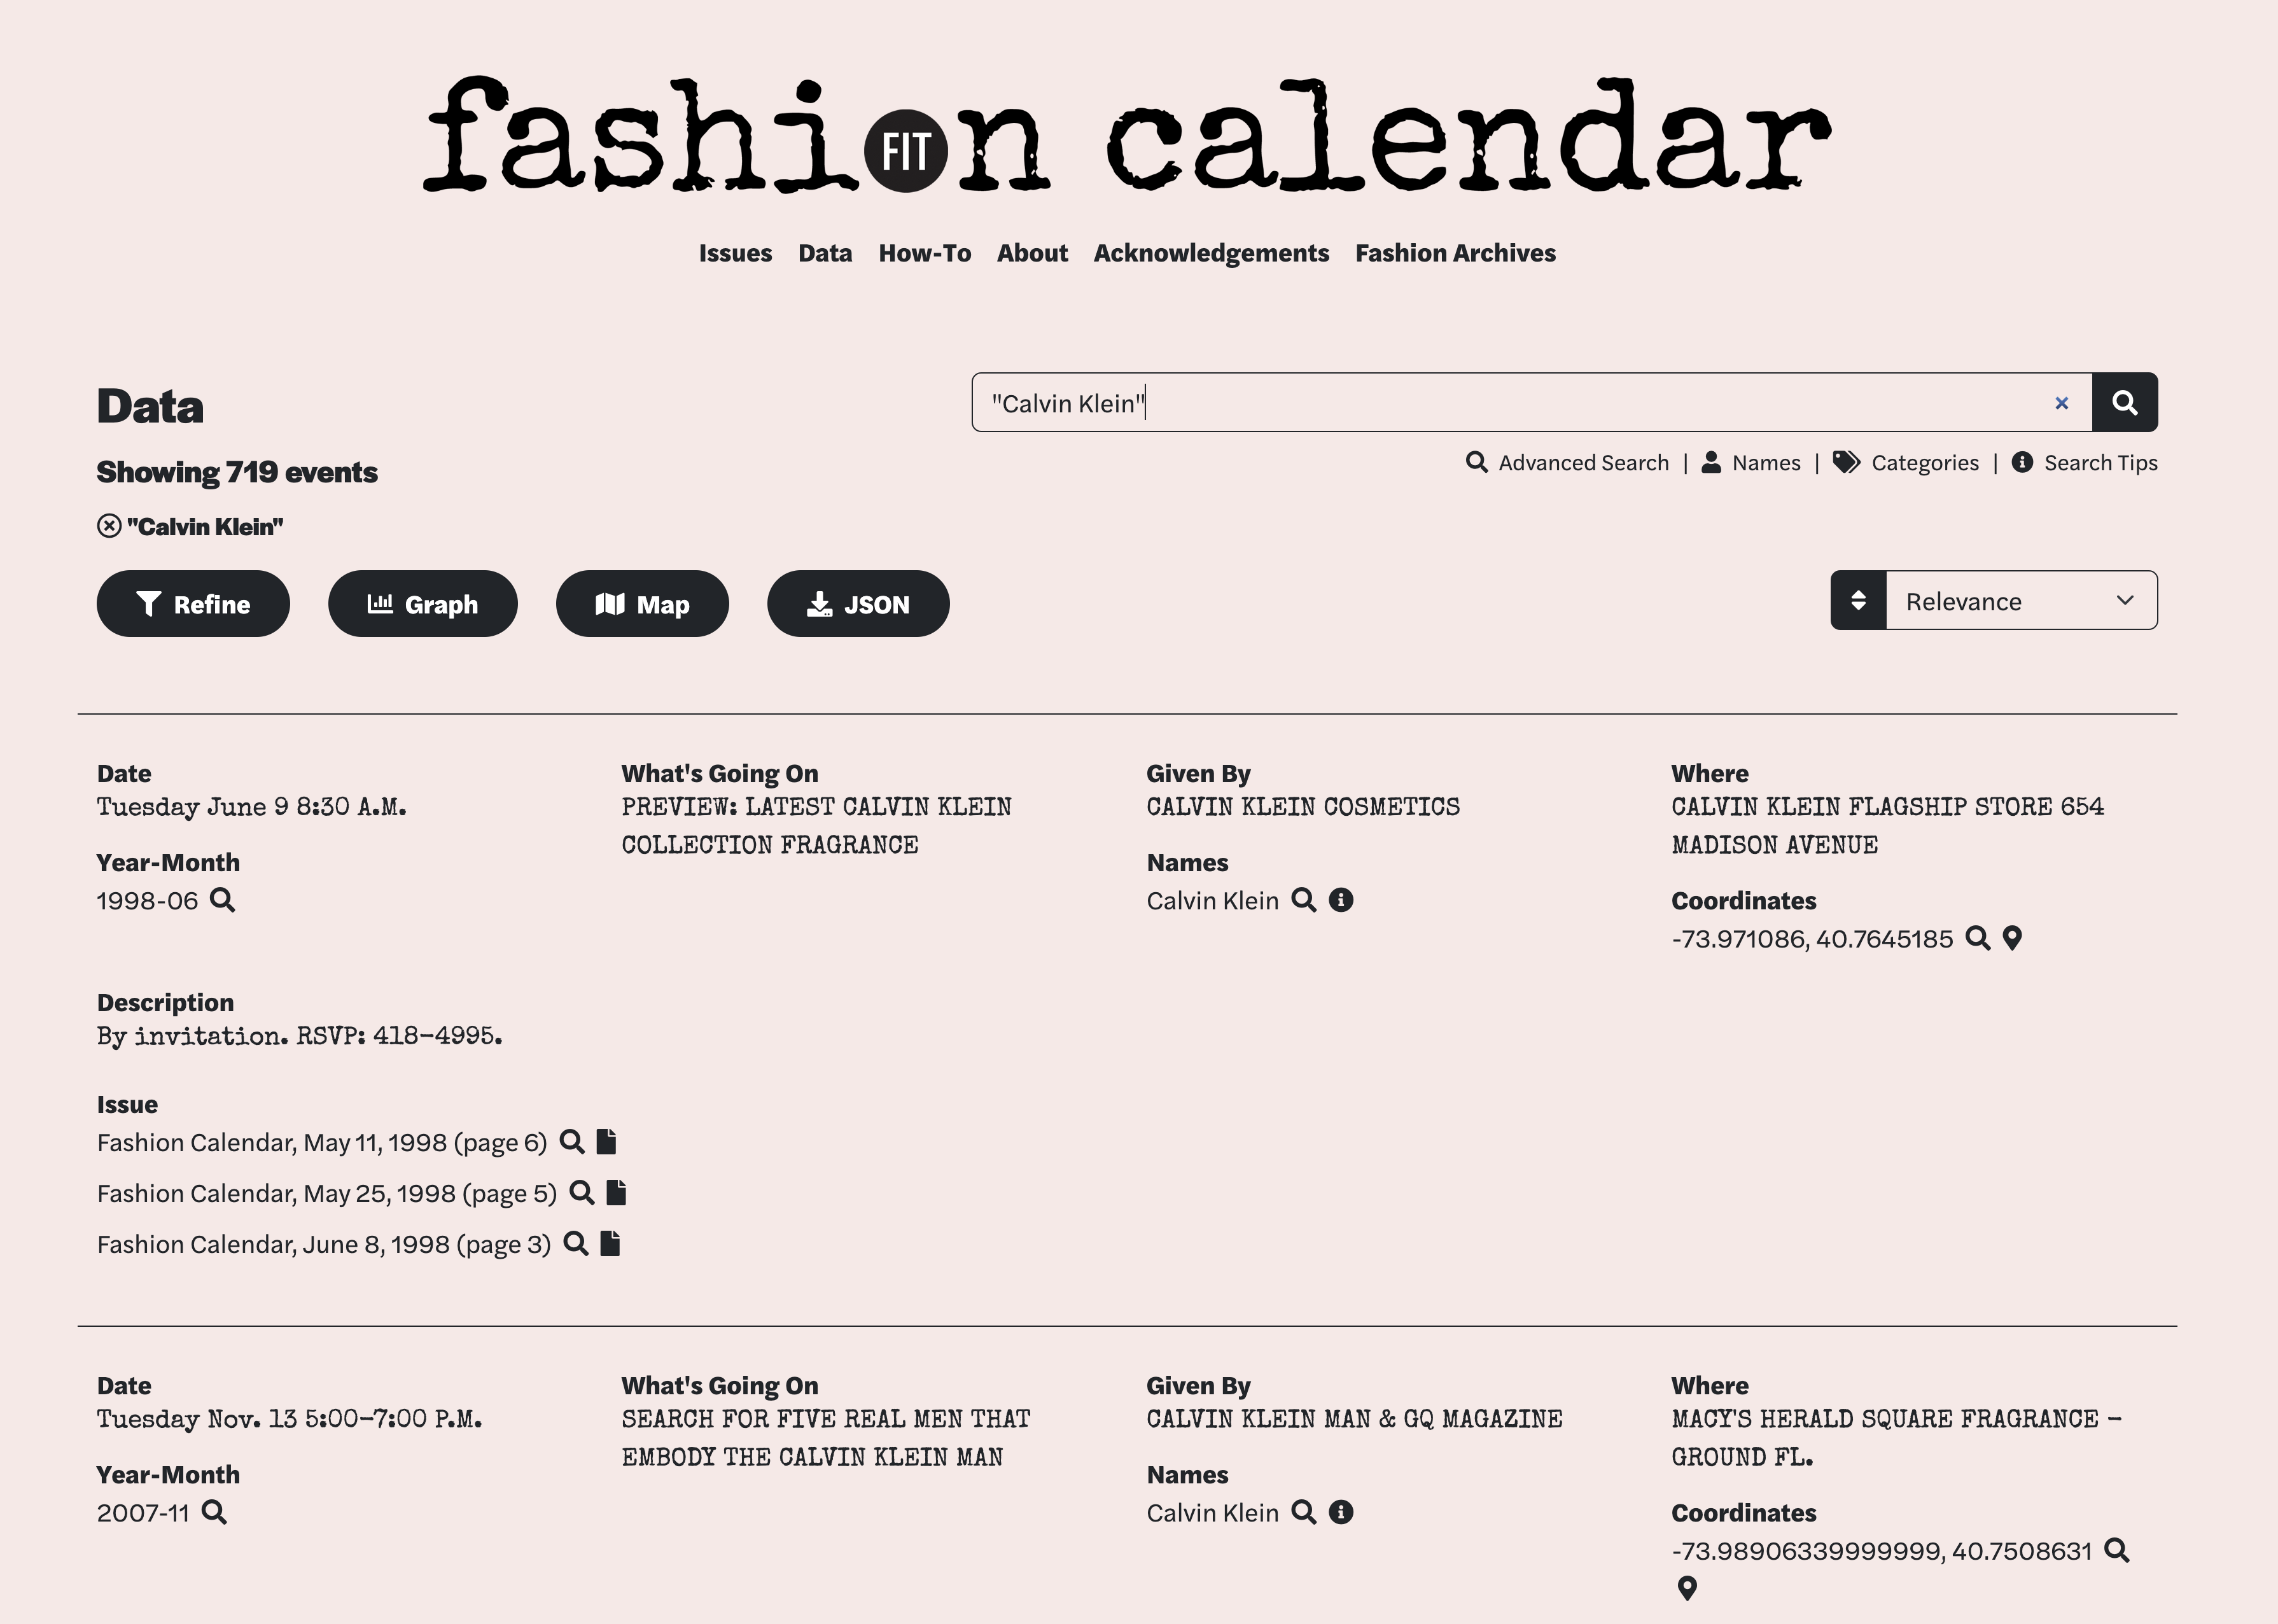 fashion calendar
FIT
Issues Data How-To About Acknowledgements Fashion Archives
Data
"Calvin Klein"
Showing 719 events
Advanced Search | Names | Categories | Search Tips
"Calvin Klein"
Refine Graph Map JSON
Relevance
Date
Tuesday June 9 8:30 A.M.
Year-Month
1998-06
What's Going On
PREVIEW: LATEST CALVIN KLEIN
COLLECTION FRAGRANCE
Given By
CALVIN KLEIN COSMETICS
Names
Calvin Klein
Where
CALVIN KLEIN FLAGSHIP STORE 654
MADISON AVENUE
Coordinates
-73.971086, 40.7645185
Description
By invitation. RSVP: 418-4995.
Issue
Fashion Calendar, May 11, 1998 (page 6)
Fashion Calendar, May 25, 1998 (page 5)
Fashion Calendar, June 8, 1998 (page 3)
Date
Tuesday Nov. 13 5:00-7:00 P.M.
Year-Month
2007-11
What's Going On
SEARCH FOR FIVE REAL MEN THAT
EMBODY THE CALVIN KLEIN MAN
Given By
CALVIN KLEIN MAN & GQ MAGAZINE
Names
Calvin Klein
Where
MACY'S HERALD SQUARE FRAGRANCE -
GROUND FL.
Coordinates
-73.98906339999999, 40.7508631